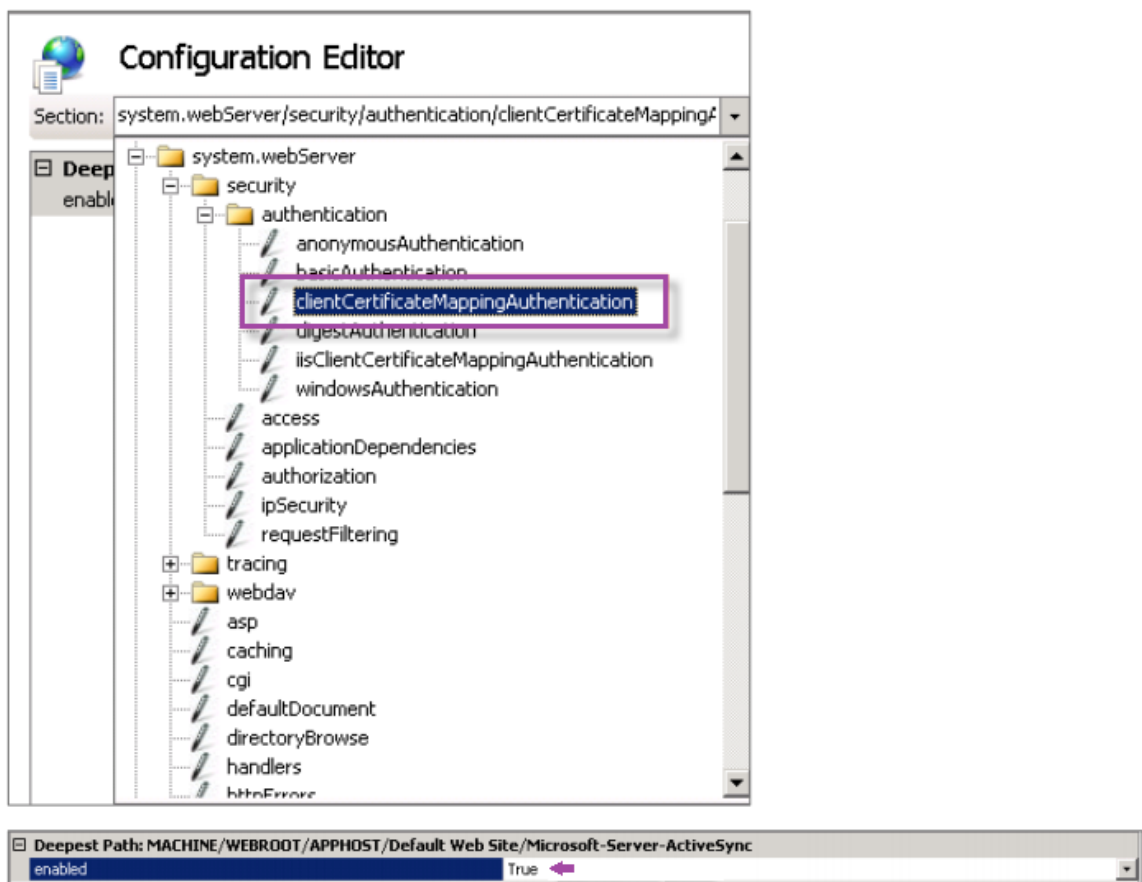 Configuration Editor
Section: system.webServer/security/authentication/clientCertificateMappingA
Deep
enabl
system.webServer
security
authentication
anonymousAuthentication
basicAuthentication
clientCertificateMappingAuthentication
digestAuthentication
iisClientCertificateMappingAuthentication
windowsAuthentication
access
applicationDependencies
authorization
ipSecurity
requestFiltering
tracing
webdav
asp
caching
cgi
defaultDocument
directoryBrowse
handlers
httpErrors
Deepest Path: MACHINE/WEBROOT/APPHOST/Default Web Site/Microsoft-Server-ActiveSync
enabled True